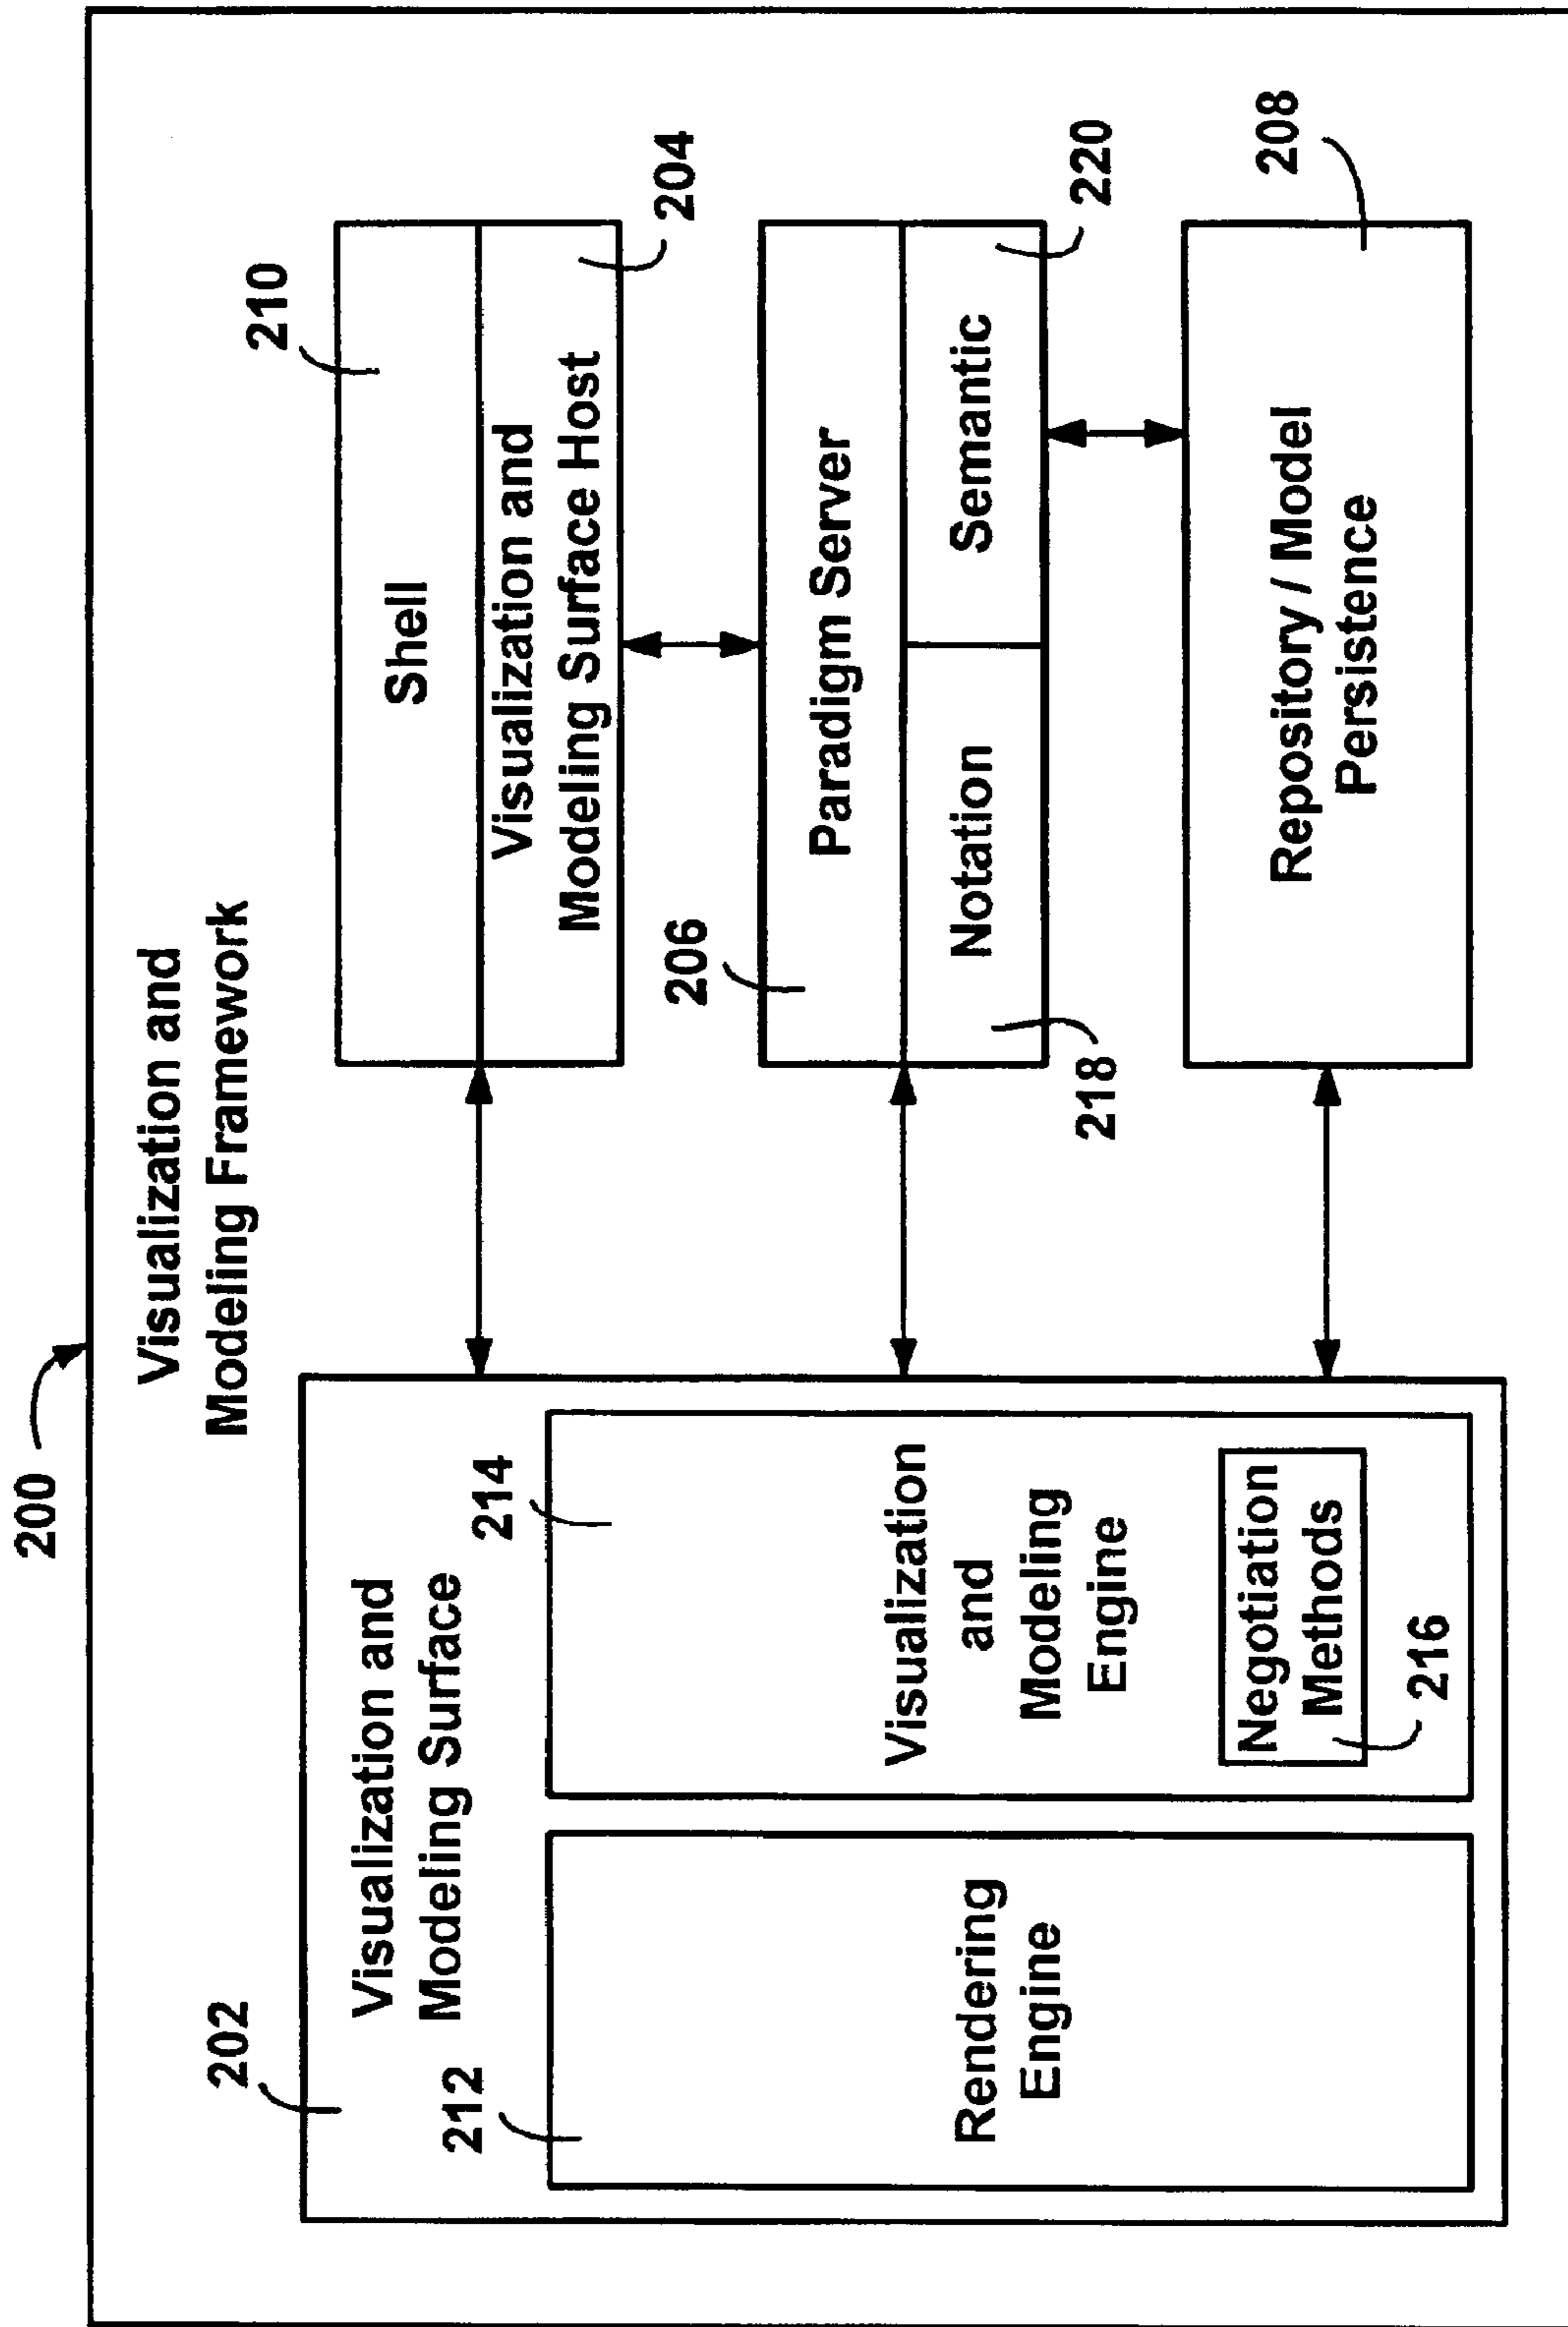 200
Visualization and
Modeling Framework
202
Visualization and
Modeling Surface
212
Rendering
Engine
214
Visualization
and
Modeling
Engine
Negotiation
Methods
216
210
Shell
Visualization and
Modeling Surface Host
204
206
Paradigm Server
Notation
Semantic
218
220
Repository / Model
Persistence
208